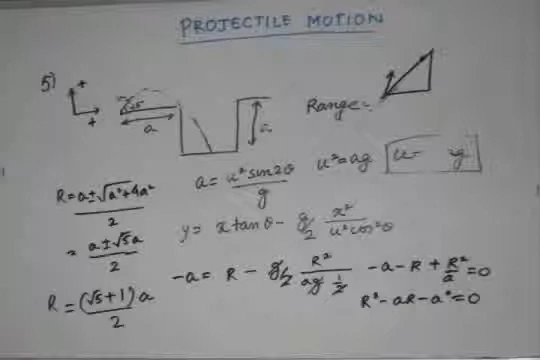 PROJECTILE MOTION
5)
+
+
45
a
a
Range =
a = u² sin2θ / g
u² = ag
u = g
R = a ± √a² + 4a² / 2
y = x tanθ - g/2 x² / u² cos²θ
= a ± √5a / 2
-a = R - g/2 R² / ag 1/2
-a - R + R²/a = 0
R = (√5 + 1) a / 2
R² - aR - a² = 0